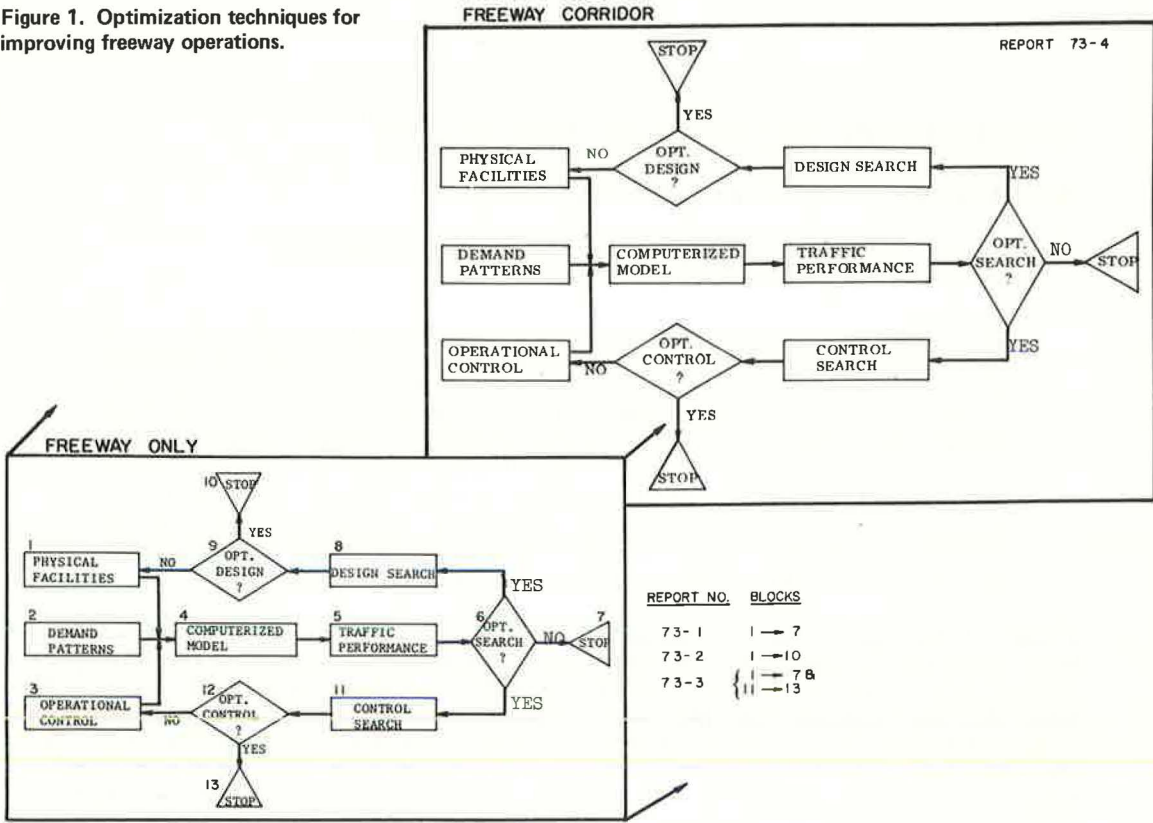 Figure 1. Optimization techniques for
improving freeway operations.
FREEWAY CORRIDOR
REPORT 73-4
STOP
YES
PHYSICAL
FACILITIES
NO
OPT.
DESIGN
?
DESIGN SEARCH
YES
DEMAND
PATTERNS
COMPUTERIZED
MODEL
TRAFFIC
PERFORMANCE
OPT.
SEARCH
?
NO
STOP
OPERATIONAL
CONTROL
NO
OPT.
CONTROL
?
CONTROL
SEARCH
YES
YES
STOP
FREEWAY ONLY
10 STOP
YES
1
PHYSICAL
FACILITIES
NO
9
OPT.
DESIGN
?
8
DESIGN SEARCH
YES
2
DEMAND
PATTERNS
4
COMPUTERIZED
MODEL
5
TRAFFIC
PERFORMANCE
6
OPT.
SEARCH
?
NO
7
STOP
3
OPERATIONAL
CONTROL
NO
12
OPT.
CONTROL
?
11
CONTROL
SEARCH
YES
YES
13
STOP
REPORT NO. BLOCKS
73-1 1 → 7
73-2 1 → 10
73-3 { 1 → 7 &
11 → 13